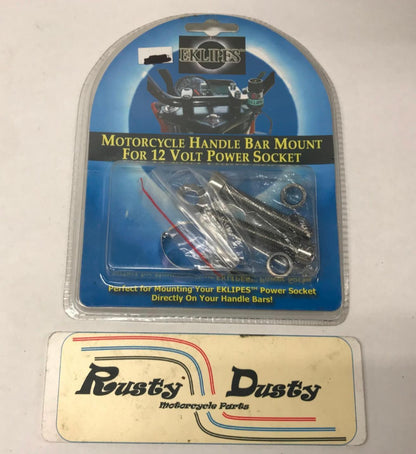 EKLIPES
MOTORCYCLE HANDLE BAR MOUNT
FOR 12 VOLT POWER SOCKET
Perfect for Mounting Your EKLIPES™ Power Socket
Directly On Your Handle Bars!
Rusty Dusty
Motorcycle Parts